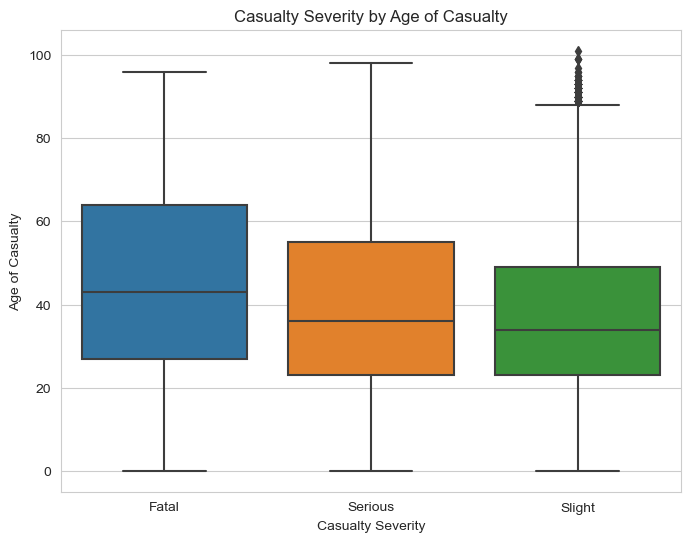 Casualty Severity by Age of Casualty
100
80
60
40
20
0
Age of Casualty
Fatal
Serious
Slight
Casualty Severity